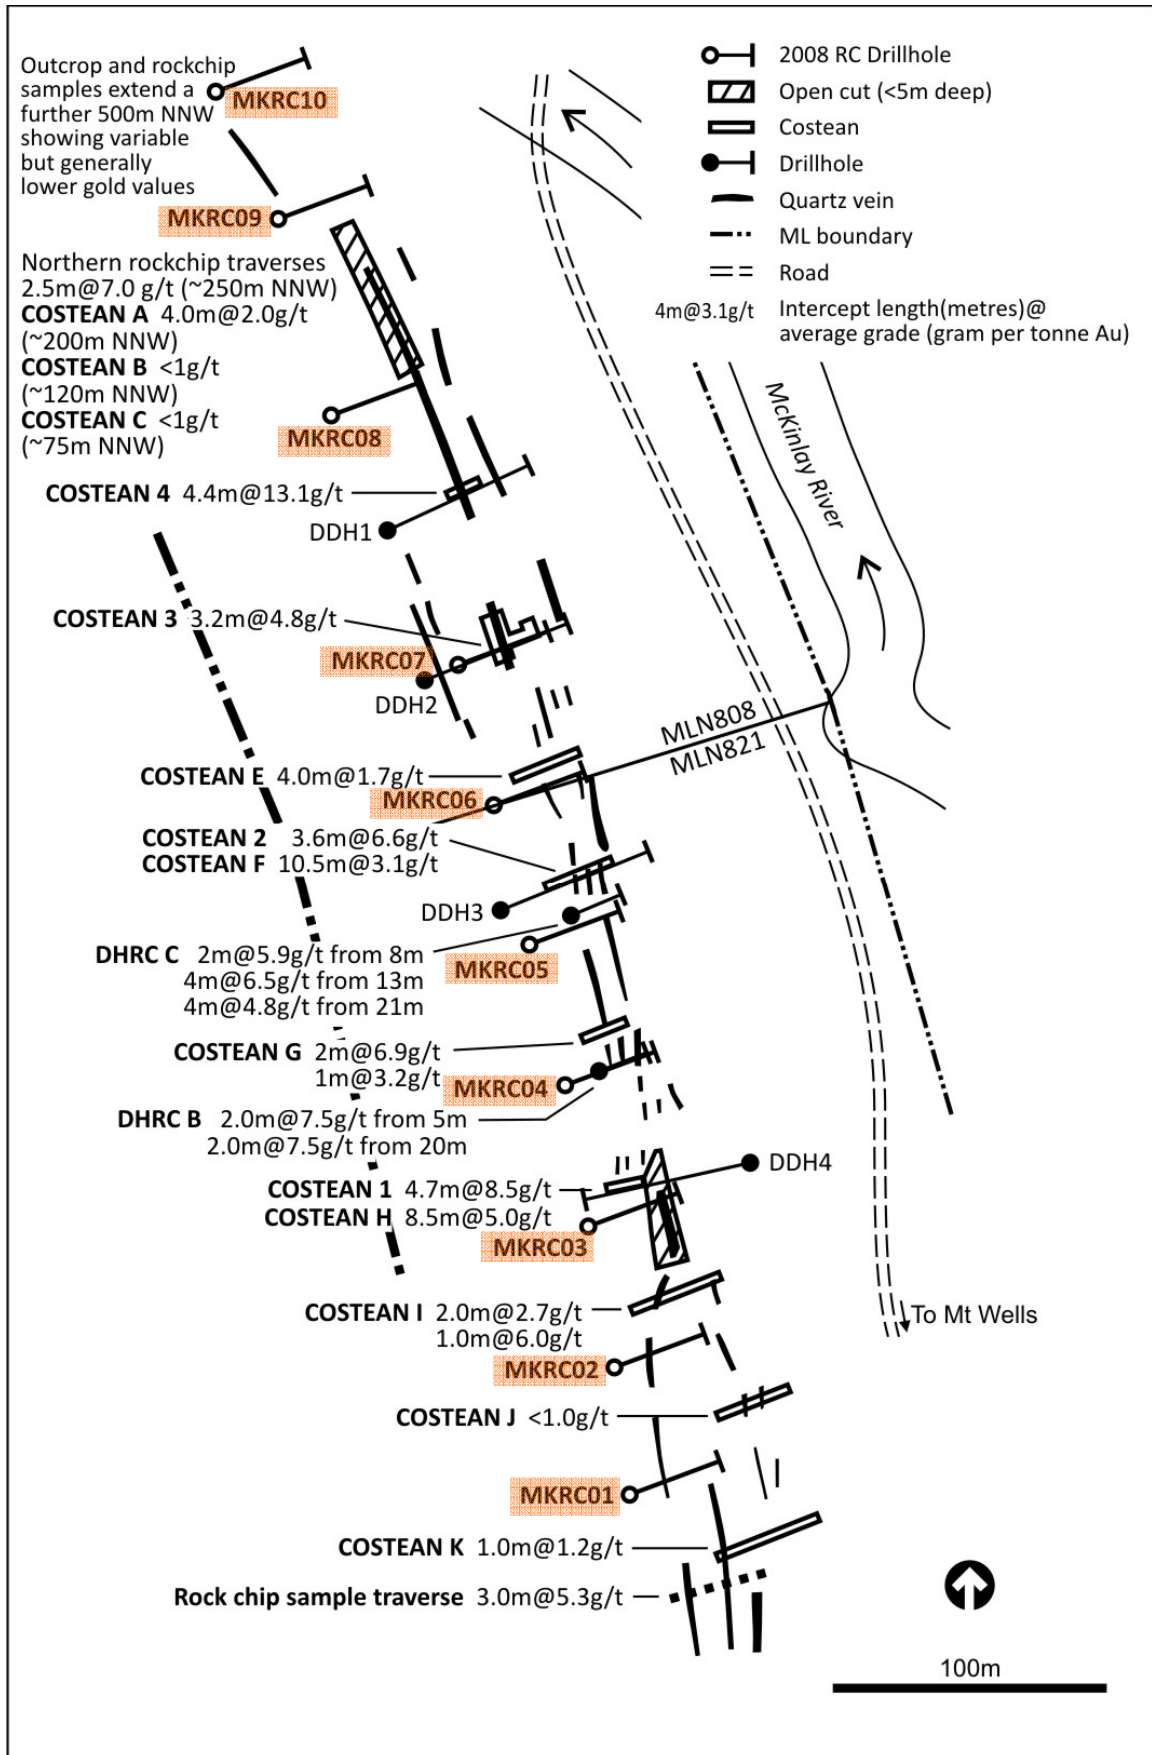 Outcrop and rockchip
samples extend a
further 500m NNW
showing variable
but generally
lower gold values
MKRC10
2008 RC Drillhole
Open cut (<5m deep)
Costean
Drillhole
Quartz vein
ML boundary
Road
4m@3.1g/t Intercept length(metres)@
average grade (gram per tonne Au)
MKRC09
Northern rockchip traverses
2.5m@7.0 g/t (~250m NNW)
COSTEAN A 4.0m@2.0g/t
(~200m NNW)
COSTEAN B <1g/t
(~120m NNW)
COSTEAN C <1g/t
(~75m NNW)
MKRC08
McKinlay River
COSTEAN 4 4.4m@13.1g/t
DDH1
COSTEAN 3 3.2m@4.8g/t
MKRC07
DDH2
MLN808
MLN821
COSTEAN E 4.0m@1.7g/t
MKRC06
COSTEAN 2 3.6m@6.6g/t
COSTEAN F 10.5m@3.1g/t
DDH3
DHRC C 2m@5.9g/t from 8m
4m@6.5g/t from 13m
4m@4.8g/t from 21m
MKRC05
COSTEAN G 2m@6.9g/t
1m@3.2g/t
MKRC04
DHRC B 2.0m@7.5g/t from 5m
2.0m@7.5g/t from 20m
DDH4
COSTEAN 1 4.7m@8.5g/t
COSTEAN H 8.5m@5.0g/t
MKRC03
COSTEAN I 2.0m@2.7g/t
1.0m@6.0g/t
To Mt Wells
MKRC02
COSTEAN J <1.0g/t
MKRC01
COSTEAN K 1.0m@1.2g/t
Rock chip sample traverse 3.0m@5.3g/t
100m